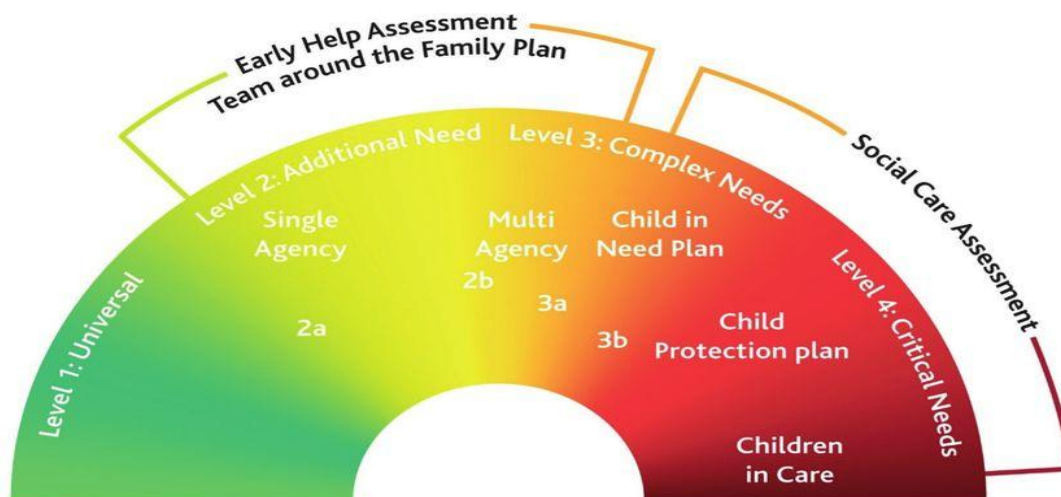 Early Help Assessment
Team around the Family Plan
Social Care Assessment
Level 1: Universal
Level 2: Additional Need
Level 3: Complex Needs
Level 4: Critical Needs
Single
Agency
2a
Multi
Agency
2b
3a
Child in
Need Plan
3b
Child
Protection plan
Children
in Care